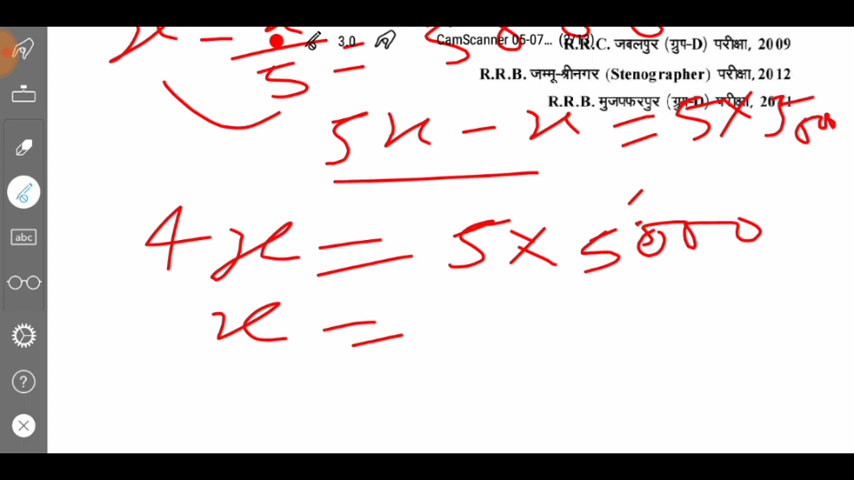 3.0 CamScanner 05-07...
R.R.C. जबलपुर (ग्रुप-D) परीक्षा, 2009
R.R.B. जम्मू-श्रीनगर (Stenographer) परीक्षा, 2012
R.R.B. मुजफ्फरपुर (ग्रुप-D) परीक्षा,
5x - x = 5 × 5000
4x = 5 × 5000
x =
abc